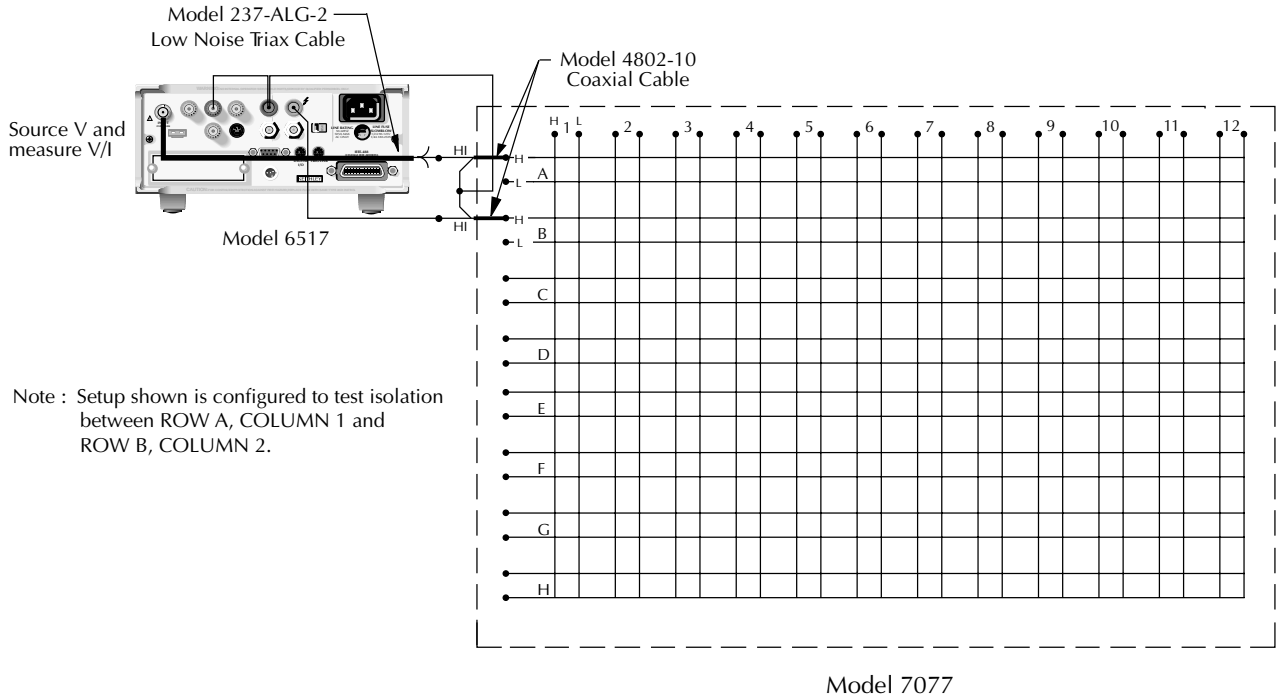 Model 237-ALG-2
Low Noise Triax Cable
Model 4802-10
Coaxial Cable
Source V and
measure V/I
HI
HI
Model 6517
H 1 L 2 3 4 5 6 7 8 9 10 11 12
H
A
L
H
B
L
C
D
E
F
G
H
Note : Setup shown is configured to test isolation
between ROW A, COLUMN 1 and
ROW B, COLUMN 2.
Model 7077